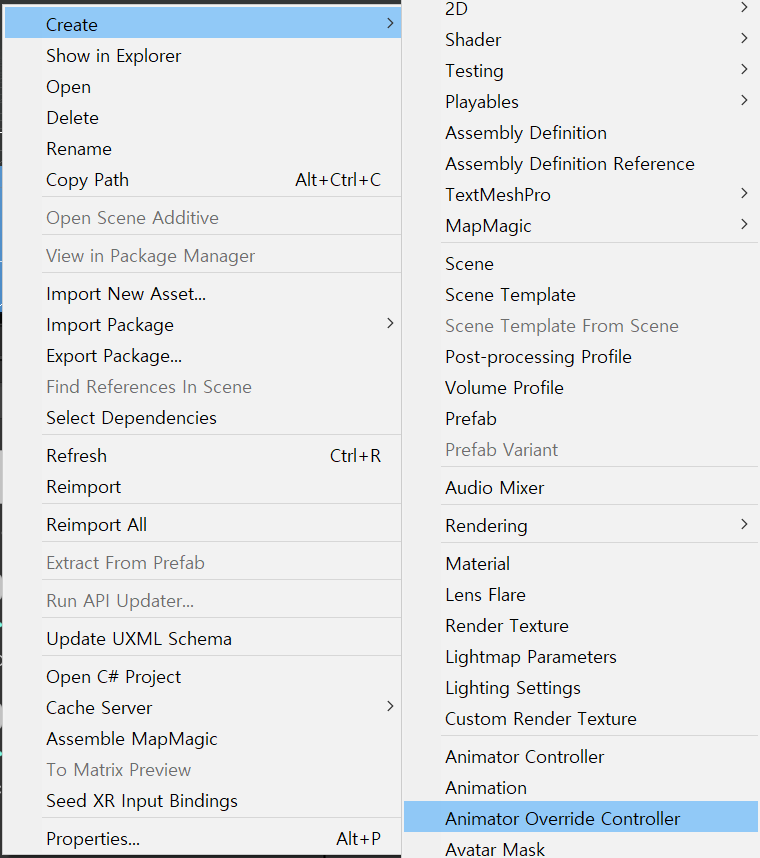 Create
Show in Explorer
Open
Delete
Rename
Copy Path Alt+Ctrl+C
Open Scene Additive
View in Package Manager
Import New Asset...
Import Package
Export Package...
Find References In Scene
Select Dependencies
Refresh Ctrl+R
Reimport
Reimport All
Extract From Prefab
Run API Updater...
Update UXML Schema
Open C# Project
Cache Server
Assemble MapMagic
To Matrix Preview
Seed XR Input Bindings
Properties... Alt+P
2D
Shader
Testing
Playables
Assembly Definition
Assembly Definition Reference
TextMeshPro
MapMagic
Scene
Scene Template
Scene Template From Scene
Post-processing Profile
Volume Profile
Prefab
Prefab Variant
Audio Mixer
Rendering
Material
Lens Flare
Render Texture
Lightmap Parameters
Lighting Settings
Custom Render Texture
Animator Controller
Animation
Animator Override Controller
Avatar Mask